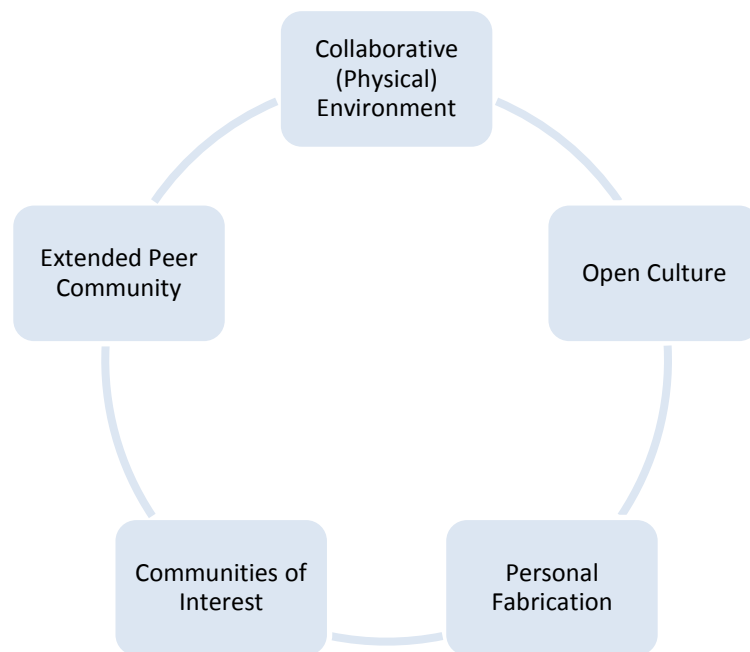 Collaborative
(Physical)
Environment
Open Culture
Personal
Fabrication
Communities of
Interest
Extended Peer
Community